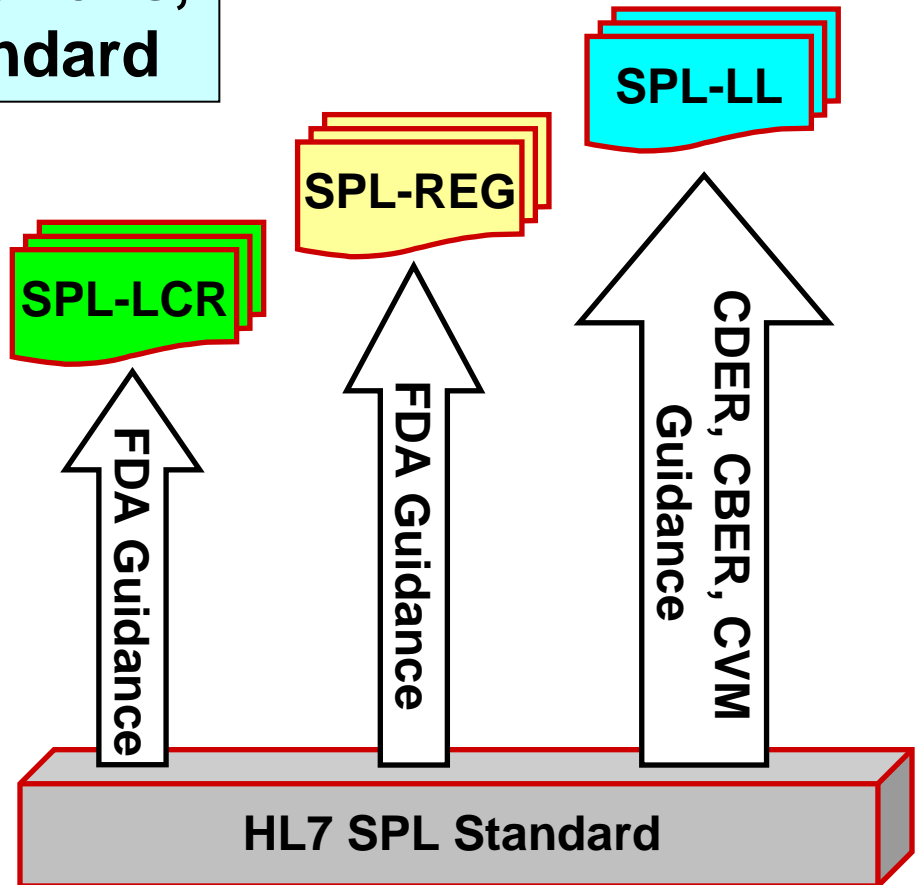 ndard
SPL-LL
SPL-REG
SPL-LCR
FDA Guidance
FDA Guidance
CDER, CBER, CVM
Guidance
HL7 SPL Standard